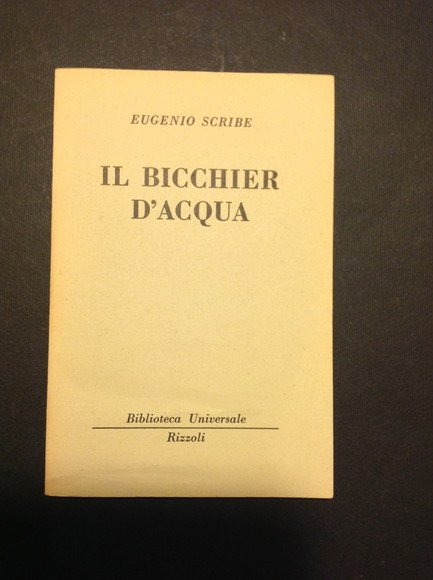 EUGENIO SCRIBE
IL BICCHIER
D'ACQUA
Biblioteca Universale
Rizzoli